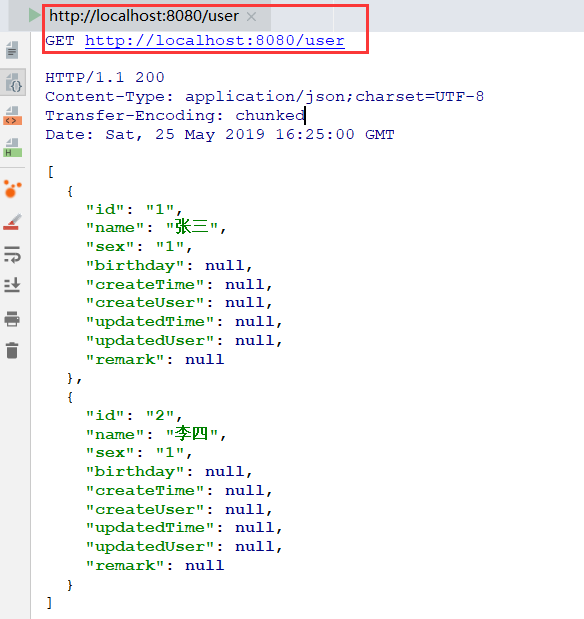 http://localhost:8080/user
GET http://localhost:8080/user
HTTP/1.1 200
Content-Type: application/json;charset=UTF-8
Transfer-Encoding: chunked
Date: Sat, 25 May 2019 16:25:00 GMT
[
  {
    "id": "1",
    "name": "张三",
    "sex": "1",
    "birthday": null,
    "createTime": null,
    "createUser": null,
    "updatedTime": null,
    "updatedUser": null,
    "remark": null
  },
  {
    "id": "2",
    "name": "李四",
    "sex": "1",
    "birthday": null,
    "createTime": null,
    "createUser": null,
    "updatedTime": null,
    "updatedUser": null,
    "remark": null
  }
]